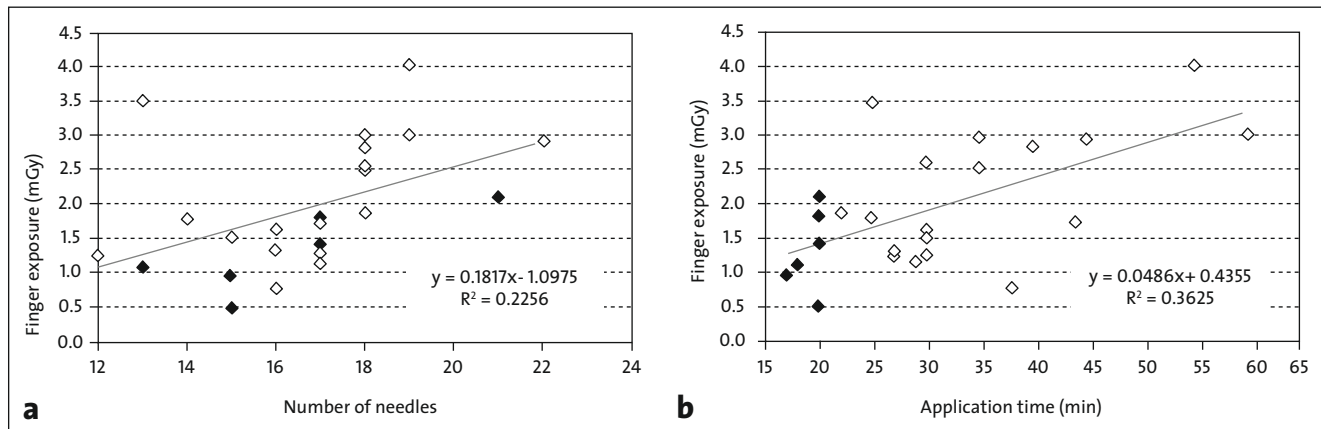 4.5
4.0
3.5
3.0
2.5
2.0
1.5
1.0
0.5
0.0
Finger exposure (mGy)
12 14 16 18 20 22 24
Number of needles
y = 0.1817x- 1.0975
R² = 0.2256
a
4.5
4.0
3.5
3.0
2.5
2.0
1.5
1.0
0.5
0.0
Finger exposure (mGy)
15 20 25 30 35 40 45 50 55 60 65
Application time (min)
y = 0.0486x+ 0.4355
R² = 0.3625
b